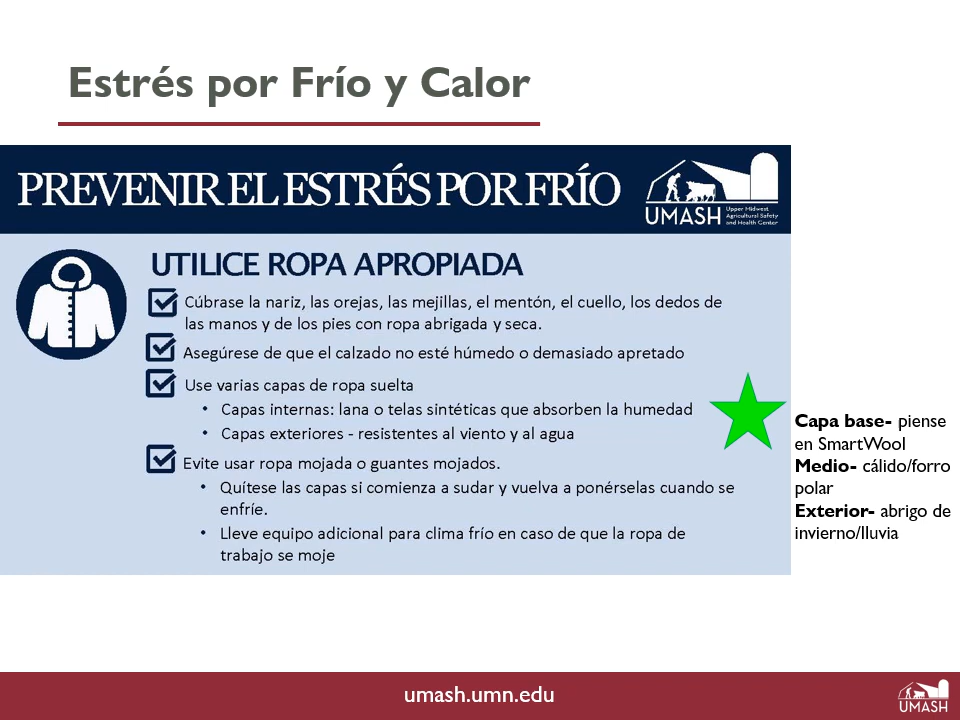 Estrés por Frío y Calor
PREVENIR EL ESTRÉS POR FRÍO
UMASH
Upper Midwest
Agricultural Safety
and Health Center
UTILICE ROPA APROPIADA
Cúbrase la nariz, las orejas, las mejillas, el mentón, el cuello, los dedos de
las manos y de los pies con ropa abrigada y seca.
Asegúrese de que el calzado no esté húmedo o demasiado apretado
Use varias capas de ropa suelta
• Capas internas: lana o telas sintéticas que absorben la humedad
• Capas exteriores - resistentes al viento y al agua
Evite usar ropa mojada o guantes mojados.
• Quítese las capas si comienza a sudar y vuelva a ponérselas cuando se
enfríe.
• Lleve equipo adicional para clima frío en caso de que la ropa de
trabajo se moje
Capa base- piense
en SmartWool
Medio- cálido/forro
polar
Exterior- abrigo de
invierno/lluvia
umash.umn.edu
UMASH